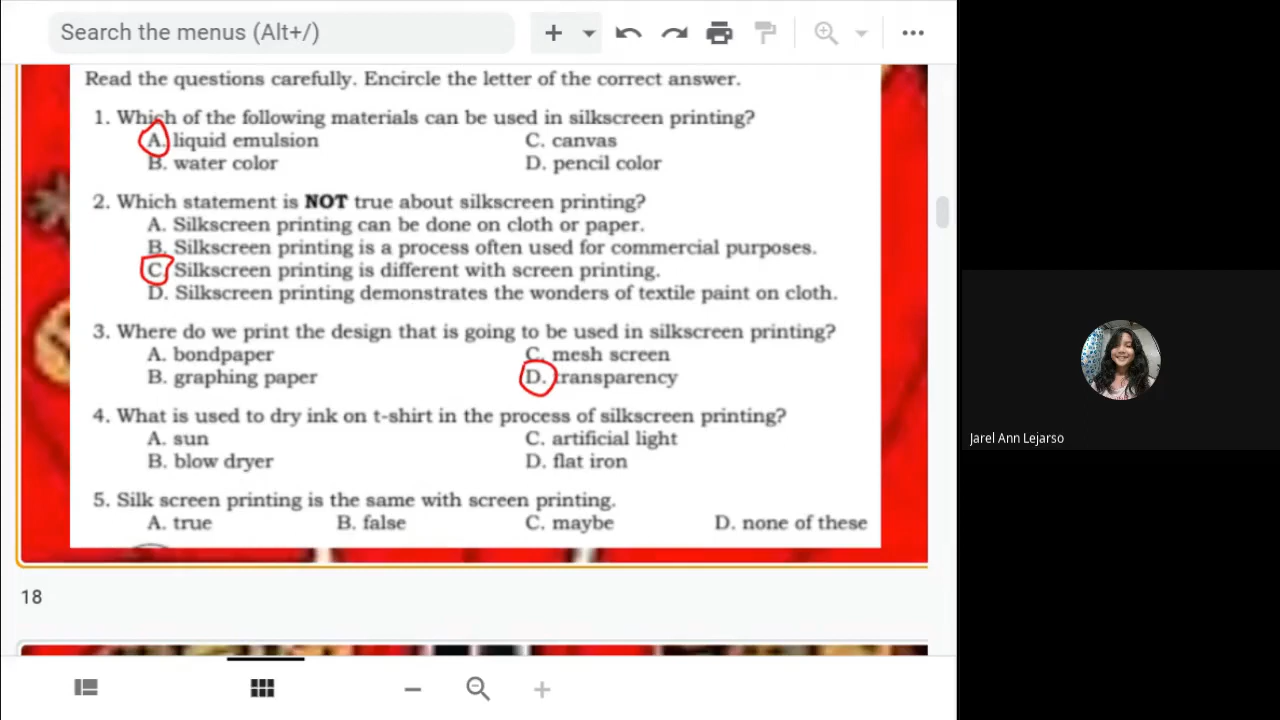 Search the menus (Alt+/)
Read the questions carefully. Encircle the letter of the correct answer.
1. Which of the following materials can be used in silkscreen printing?
A. liquid emulsion C. canvas
B. water color D. pencil color
2. Which statement is NOT true about silkscreen printing?
A. Silkscreen printing can be done on cloth or paper.
B. Silkscreen printing is a process often used for commercial purposes.
C. Silkscreen printing is different with screen printing.
D. Silkscreen printing demonstrates the wonders of textile paint on cloth.
3. Where do we print the design that is going to be used in silkscreen printing?
A. bondpaper C. mesh screen
B. graphing paper D. transparency
4. What is used to dry ink on t-shirt in the process of silkscreen printing?
A. sun C. artificial light
B. blow dryer D. flat iron
5. Silk screen printing is the same with screen printing.
A. true B. false C. maybe D. none of these
18
Jarel Ann Lejarso